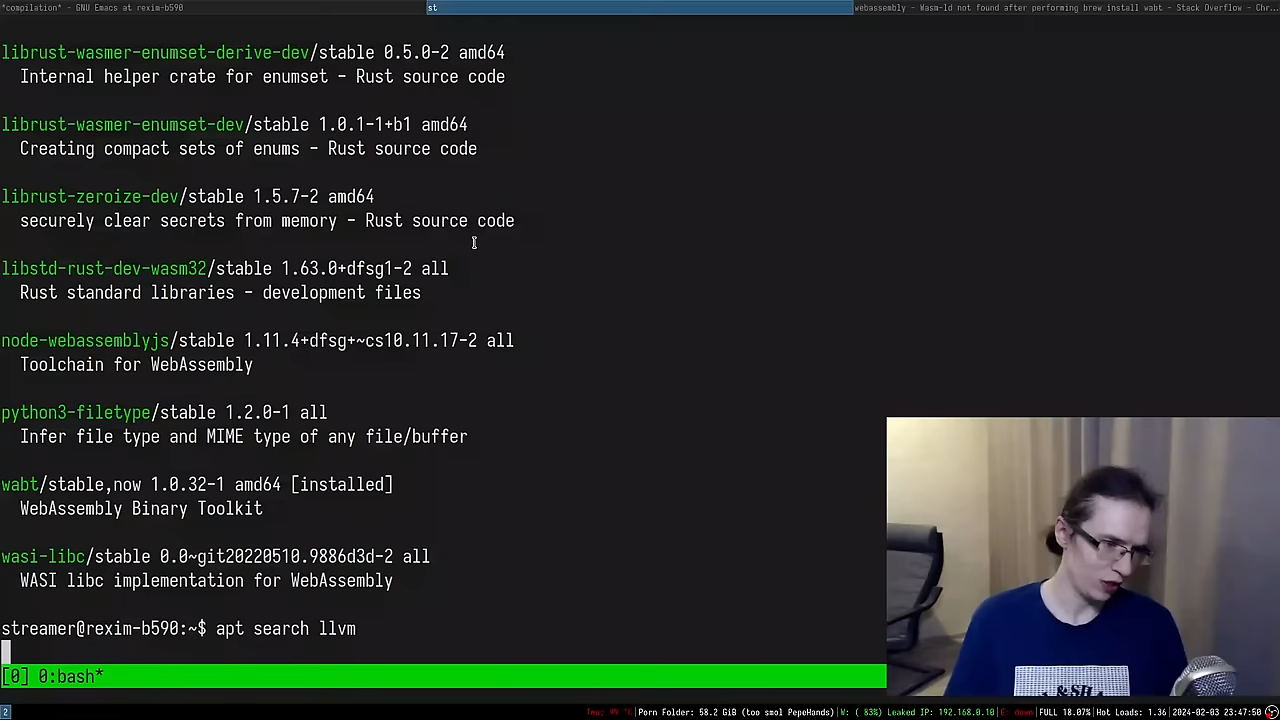 *compilation* - GNU Emacs at rexim-b590
st
webassembly - Wasm-ld not found after performing brew install wabt - Stack Overflow - Chr...
librust-wasmer-enumset-derive-dev/stable 0.5.0-2 amd64
Internal helper crate for enumset - Rust source code
librust-wasmer-enumset-dev/stable 1.0.1-1+b1 amd64
Creating compact sets of enums - Rust source code
librust-zeroize-dev/stable 1.5.7-2 amd64
securely clear secrets from memory - Rust source code
libstd-rust-dev-wasm32/stable 1.63.0+dfsg1-2 all
Rust standard libraries - development files
node-webassemblyjs/stable 1.11.4+dfsg+~cs10.11.17-2 all
Toolchain for WebAssembly
python3-filetype/stable 1.2.0-1 all
Infer file type and MIME type of any file/buffer
wabt/stable,now 1.0.32-1 amd64 [installed]
WebAssembly Binary Toolkit
wasi-libc/stable 0.0~git20220510.9886d3d-2 all
WASI libc implementation for WebAssembly
streamer@rexim-b590:~$ apt search llvm
[0] 0:bash*
2
Porn Folder: 58.2 GiB (too smol PepeHands)|W: ( 83%) Leaked IP: 192.168.0.10|E: down|FULL 18.07%|Hot Loads: 1.36|2024-02-03 23:47:50